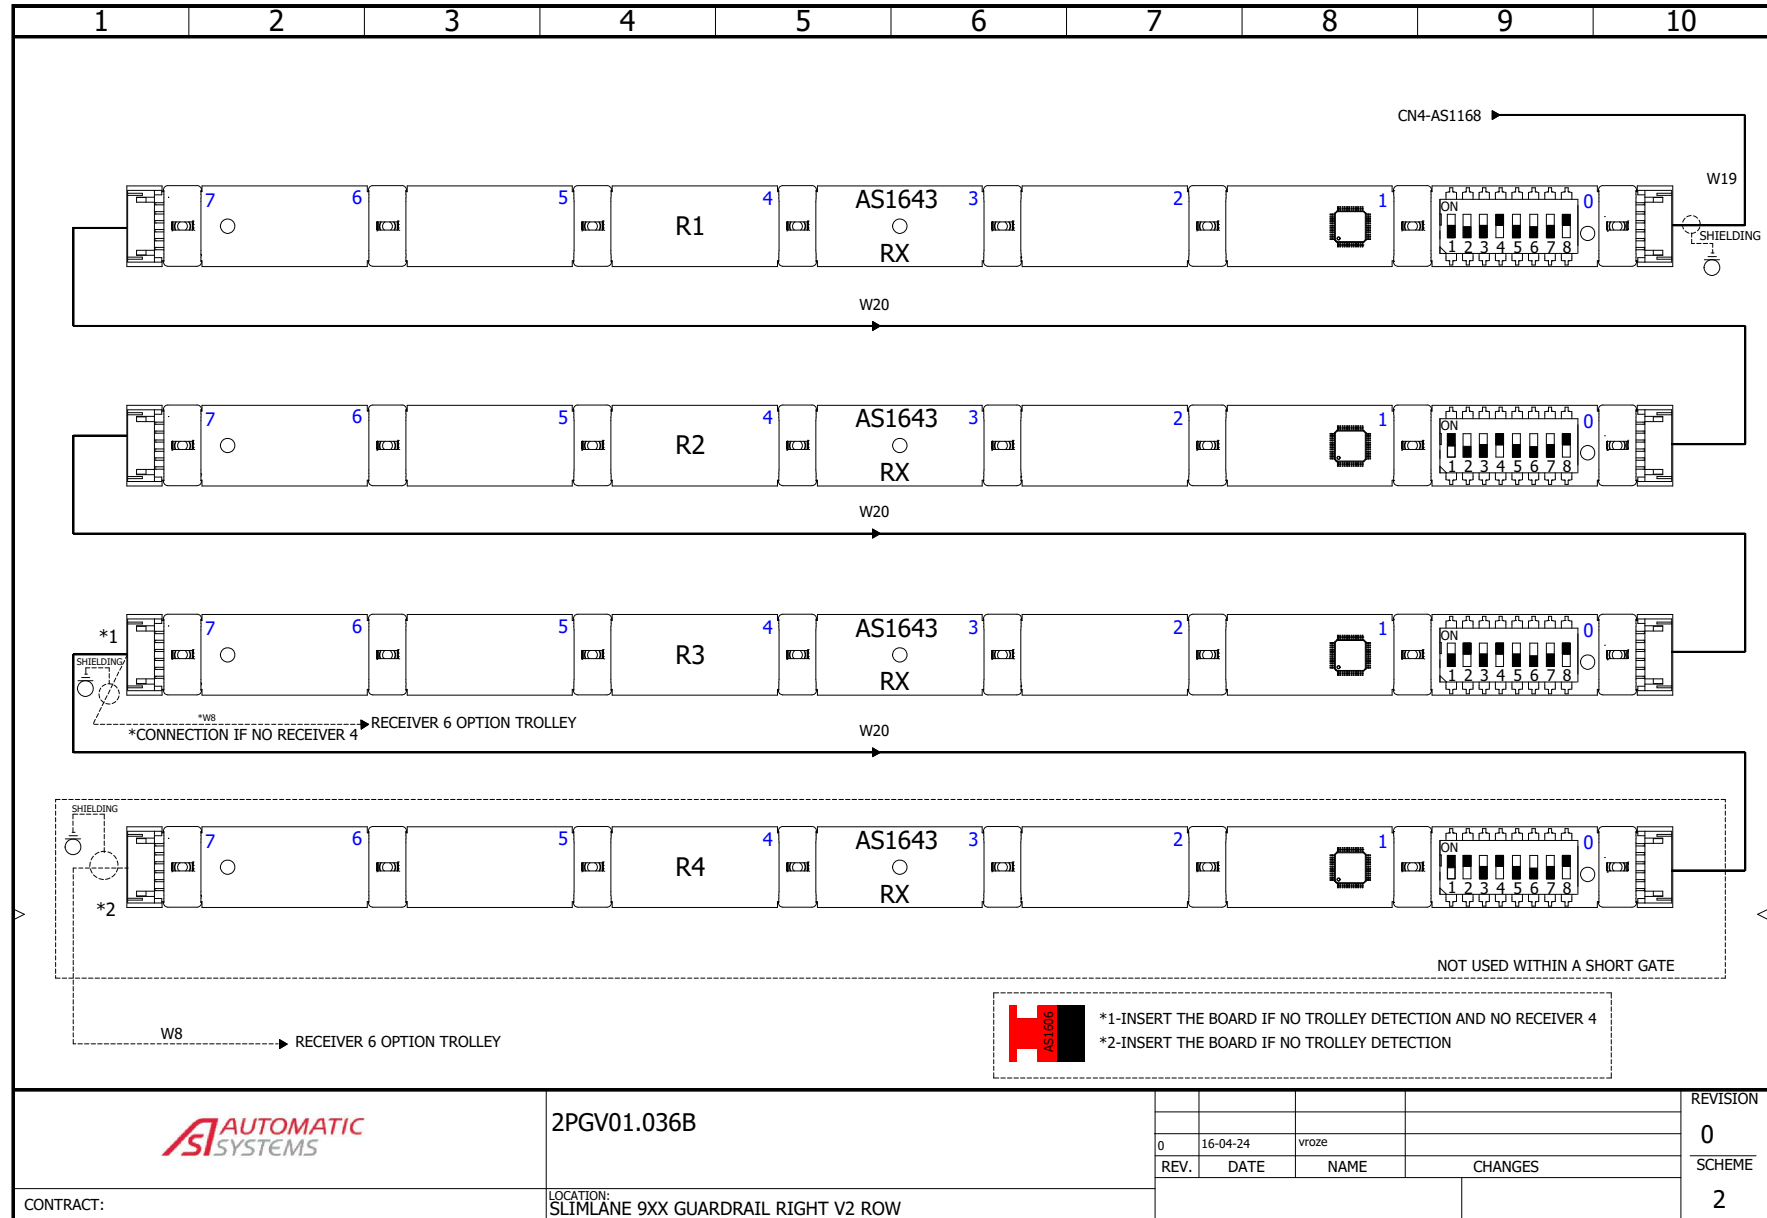 1 2 3 4 5 6 7 8 9 10
CN4-AS1168
W19
7 6 5 4 AS1643 3 2 1 0
R1
RX
ON
1 2 3 4 5 6 7 8
SHIELDING
W20
7 6 5 4 AS1643 3 2 1 0
R2
RX
ON
1 2 3 4 5 6 7 8
W20
*1
7 6 5 4 AS1643 3 2 1 0
R3
RX
ON
1 2 3 4 5 6 7 8
SHIELDING
*W8
RECEIVER 6 OPTION TROLLEY
*CONNECTION IF NO RECEIVER 4
W20
SHIELDING
7 6 5 4 AS1643 3 2 1 0
R4
RX
ON
1 2 3 4 5 6 7 8
*2
NOT USED WITHIN A SHORT GATE
W8
RECEIVER 6 OPTION TROLLEY
AS1606
*1-INSERT THE BOARD IF NO TROLLEY DETECTION AND NO RECEIVER 4
*2-INSERT THE BOARD IF NO TROLLEY DETECTION
AUTOMATIC
SYSTEMS
2PGV01.036B
0 16-04-24 vroze
REV. DATE NAME CHANGES
REVISION
0
SCHEME
2
CONTRACT:
LOCATION:
SLIMLANE 9XX GUARDRAIL RIGHT V2 ROW